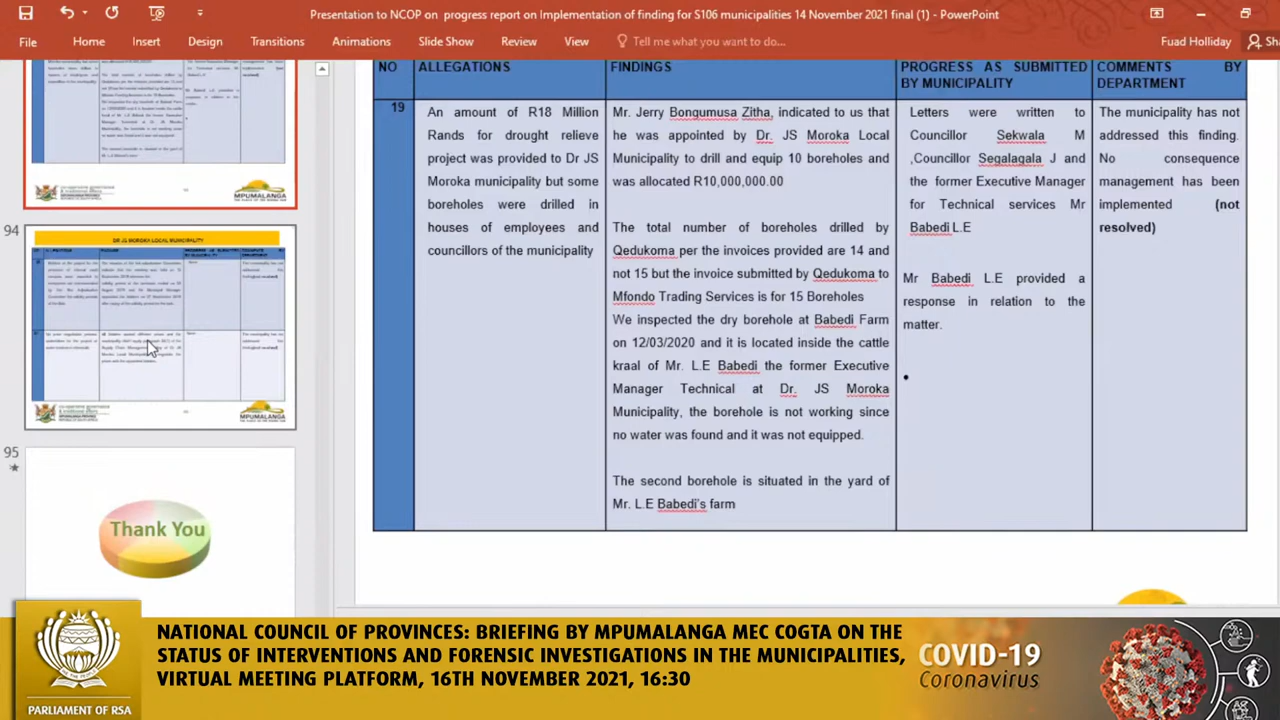 Presentation to NCOP on progress report on Implementation of finding for S106 municipalities 14 November 2021 final (1) - PowerPoint
File Home Insert Design Transitions Animations Slide Show Review View Tell me what you want to do... Fuad Holliday Sha
94
DR JS MOROKA LOCAL MUNICIPALITY
MPUMALANGA
MPUMALANGA
95
Thank You
NO
ALLEGATIONS
FINDINGS
PROGRESS AS SUBMITTED
BY MUNICIPALITY
COMMENTS BY
DEPARTMENT
19
An amount of R10 Million
Rands for drought relieve
project was provided to Dr JS
Moroka municipality but some
boreholes were drilled in
houses of employees and
councillors of the municipality
Mr. Jerry Bongumusa Zitha, indicated to us that
he was appointed by Dr. JS Moroka Local
Municipality to drill and equip 10 boreholes and
was allocated R10,000,000.00
The total number of boreholes drilled by
Qedukoma per the invoices provided are 14 and
not 15 but the invoice submitted by Qedukoma to
Mfondo Trading Services is for 15 Boreholes
We inspected the dry borehole at Babedi Farm
on 12/03/2020 and it is located inside the cattle
kraal of Mr. L.E Babedi the former Executive
Manager Technical at Dr. JS Moroka
Municipality, the borehole is not working since
no water was found and it was not equipped.
The second borehole is situated in the yard of
Mr. L.E Babedi's farm
Letters were written to
Councillor Sekwala M
,Councillor Segalagala J and
the former Executive Manager
for Technical services Mr
Babedi L.E
Mr Babedi L.E provided a
response in relation to the
matter.
•
The municipality has not
addressed this finding.
No consequence
management has been
implemented (not
resolved)
NATIONAL COUNCIL OF PROVINCES: BRIEFING BY MPUMALANGA MEC COGTA ON THE
STATUS OF INTERVENTIONS AND FORENSIC INVESTIGATIONS IN THE MUNICIPALITIES,
VIRTUAL MEETING PLATFORM, 16TH NOVEMBER 2021, 16:30
PARLIAMENT OF RSA
COVID-19
Coronavirus